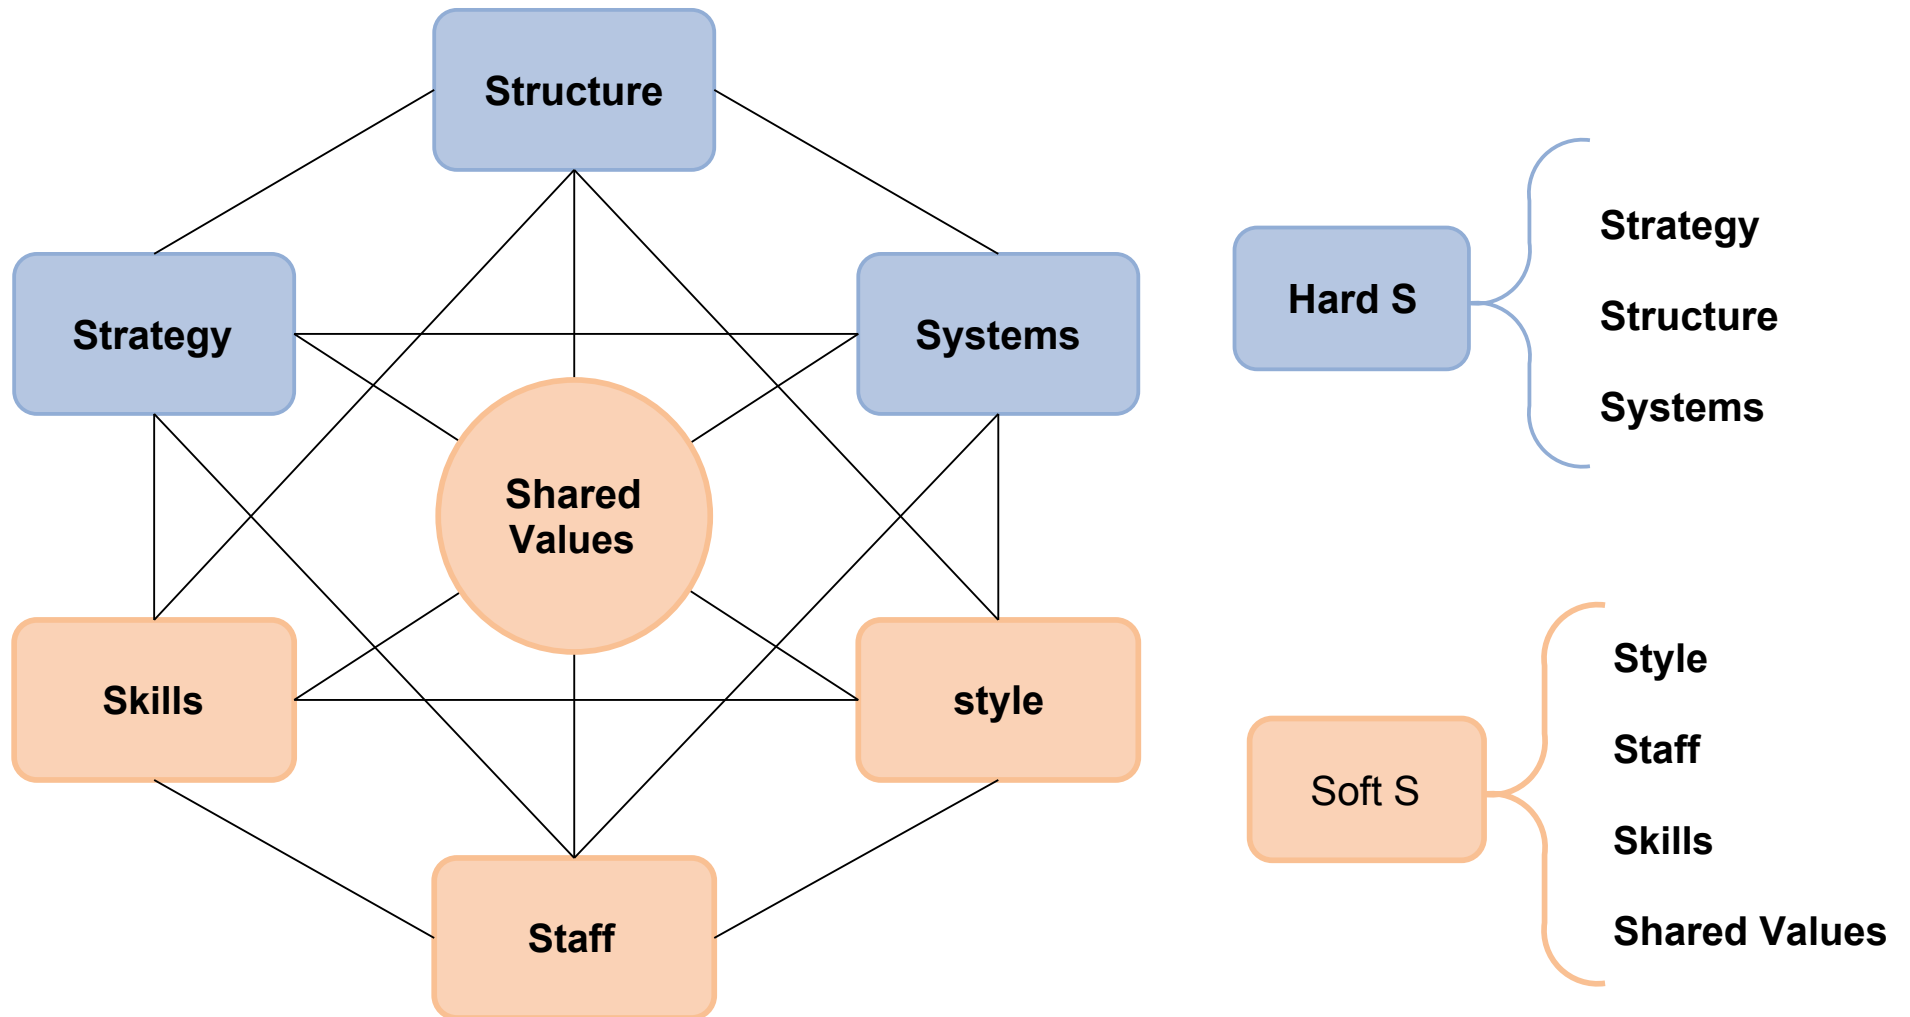 Structure
Strategy
Systems
Shared
Values
Skills
style
Staff
Hard S
Strategy
Structure
Systems
Soft S
Style
Staff
Skills
Shared Values